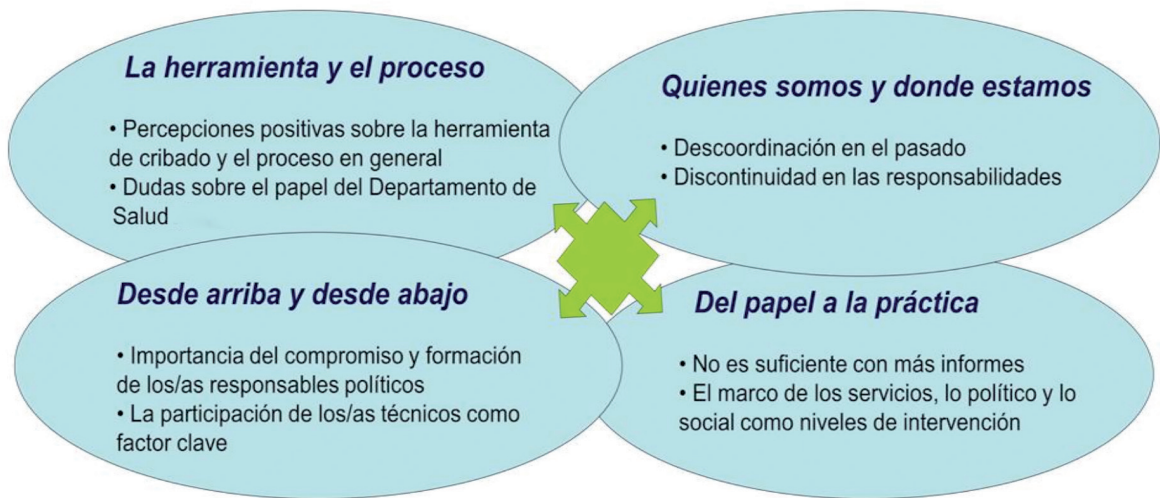 La herramienta y el proceso
• Percepciones positivas sobre la herramienta
de cribado y el proceso en general
• Dudas sobre el papel del Departamento de
Salud
Quienes somos y donde estamos
• Descoordinación en el pasado
• Discontinuidad en las responsabilidades
Desde arriba y desde abajo
• Importancia del compromiso y formación
de los/as responsables políticos
• La participación de los/as técnicos como
factor clave
Del papel a la práctica
• No es suficiente con más informes
• El marco de los servicios, lo político y lo
social como niveles de intervención